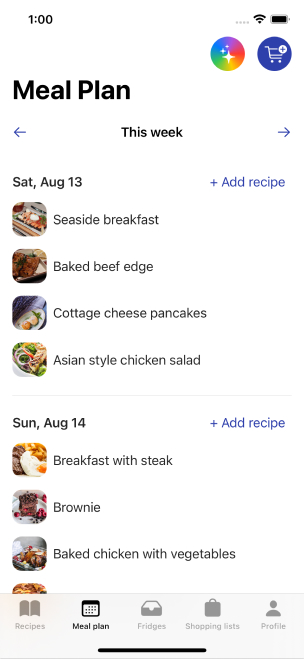 1:00
Meal Plan
This week
Sat, Aug 13
+ Add recipe
Seaside breakfast
Baked beef edge
Cottage cheese pancakes
Asian style chicken salad
Sun, Aug 14
+ Add recipe
Breakfast with steak
Brownie
Baked chicken with vegetables
Recipes
Meal plan
Fridges
Shopping lists
Profile